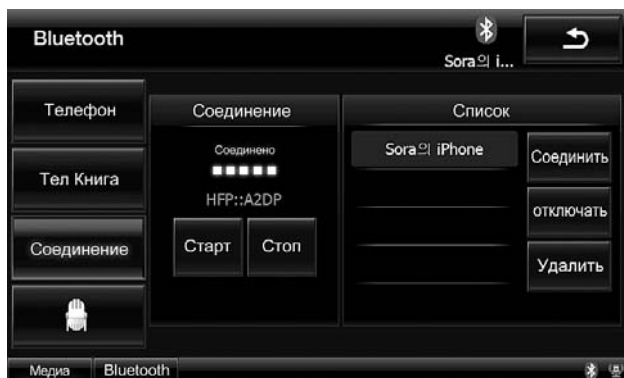 Bluetooth
Sora의 i...
Телефон
Тел Книга
Соединение
Соединение
Соединено
HFP::A2DP
Старт Стоп
Список
Sora의 iPhone
Соединить
отключать
Удалить
Медиа Bluetooth